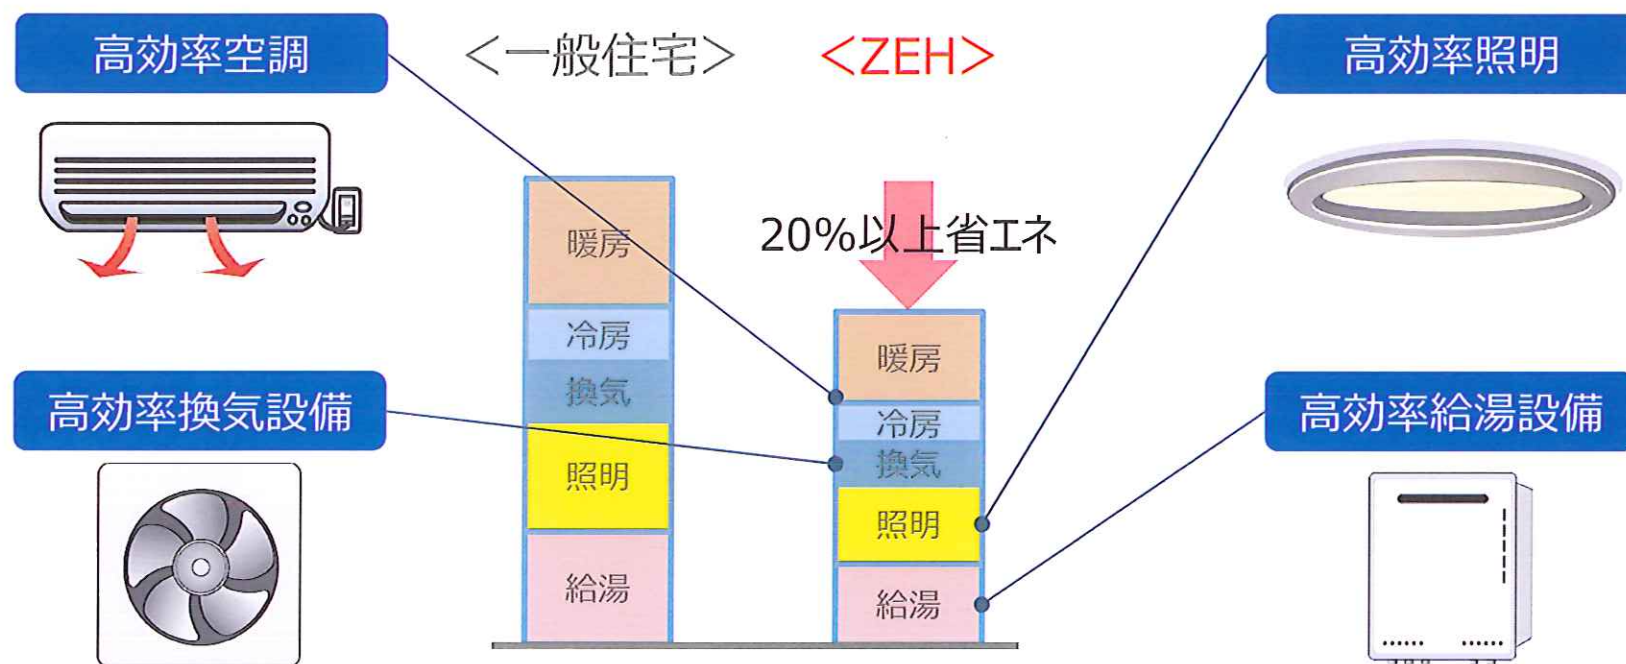 高効率空調
<一般住宅>
<ZEH>
高効率照明
20%以上省エネ
暖房
冷房
換気
照明
給湯
暖房
冷房
換気
照明
給湯
高効率換気設備
高効率給湯設備